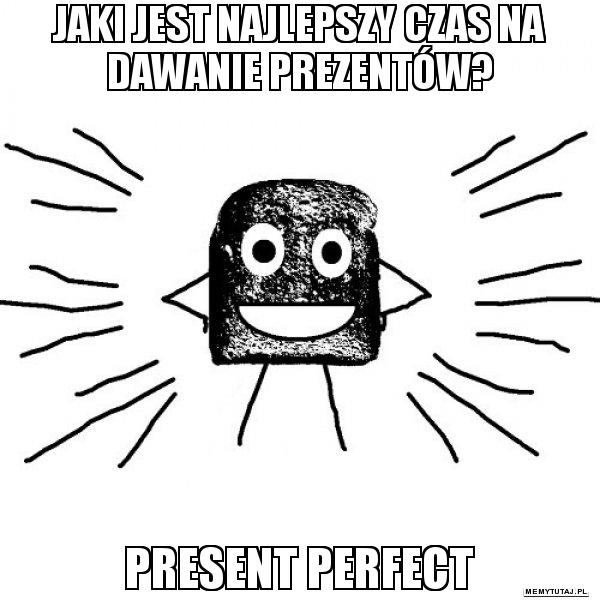 JAKI JEST NAJLEPSZY CZAS NA
DAWANIE PREZENTÓW?
PRESENT PERFECT
MEMYTUTAJ.PL